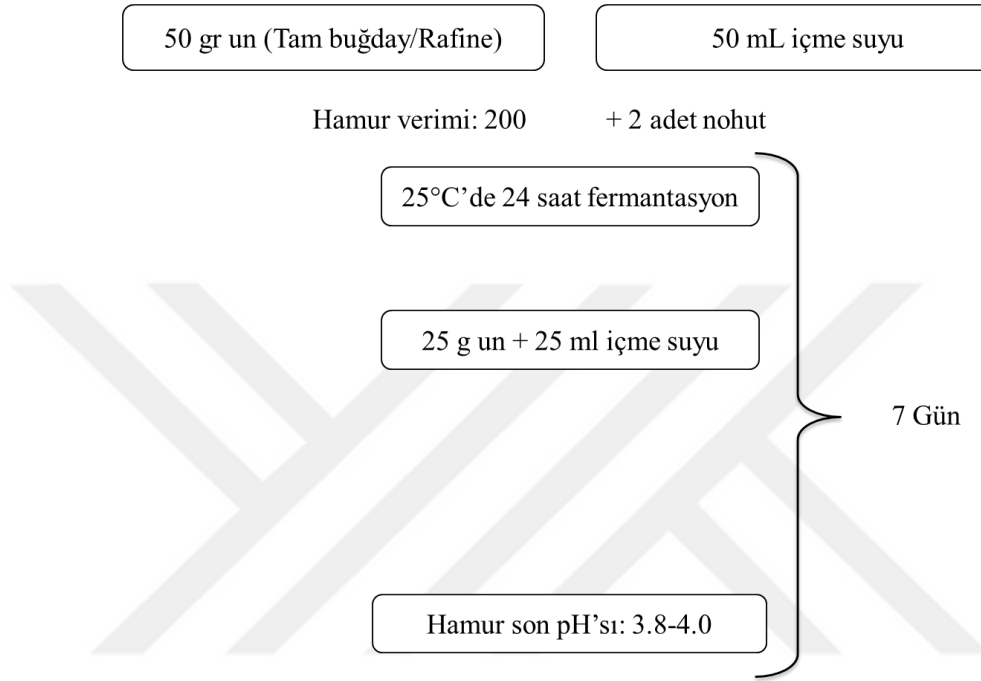 50 gr un (Tam buğday/Rafine)
50 mL içme suyu
Hamur verimi: 200
+ 2 adet nohut
25°C’de 24 saat fermantasyon
25 g un + 25 ml içme suyu
7 Gün
Hamur son pH’sı: 3.8-4.0